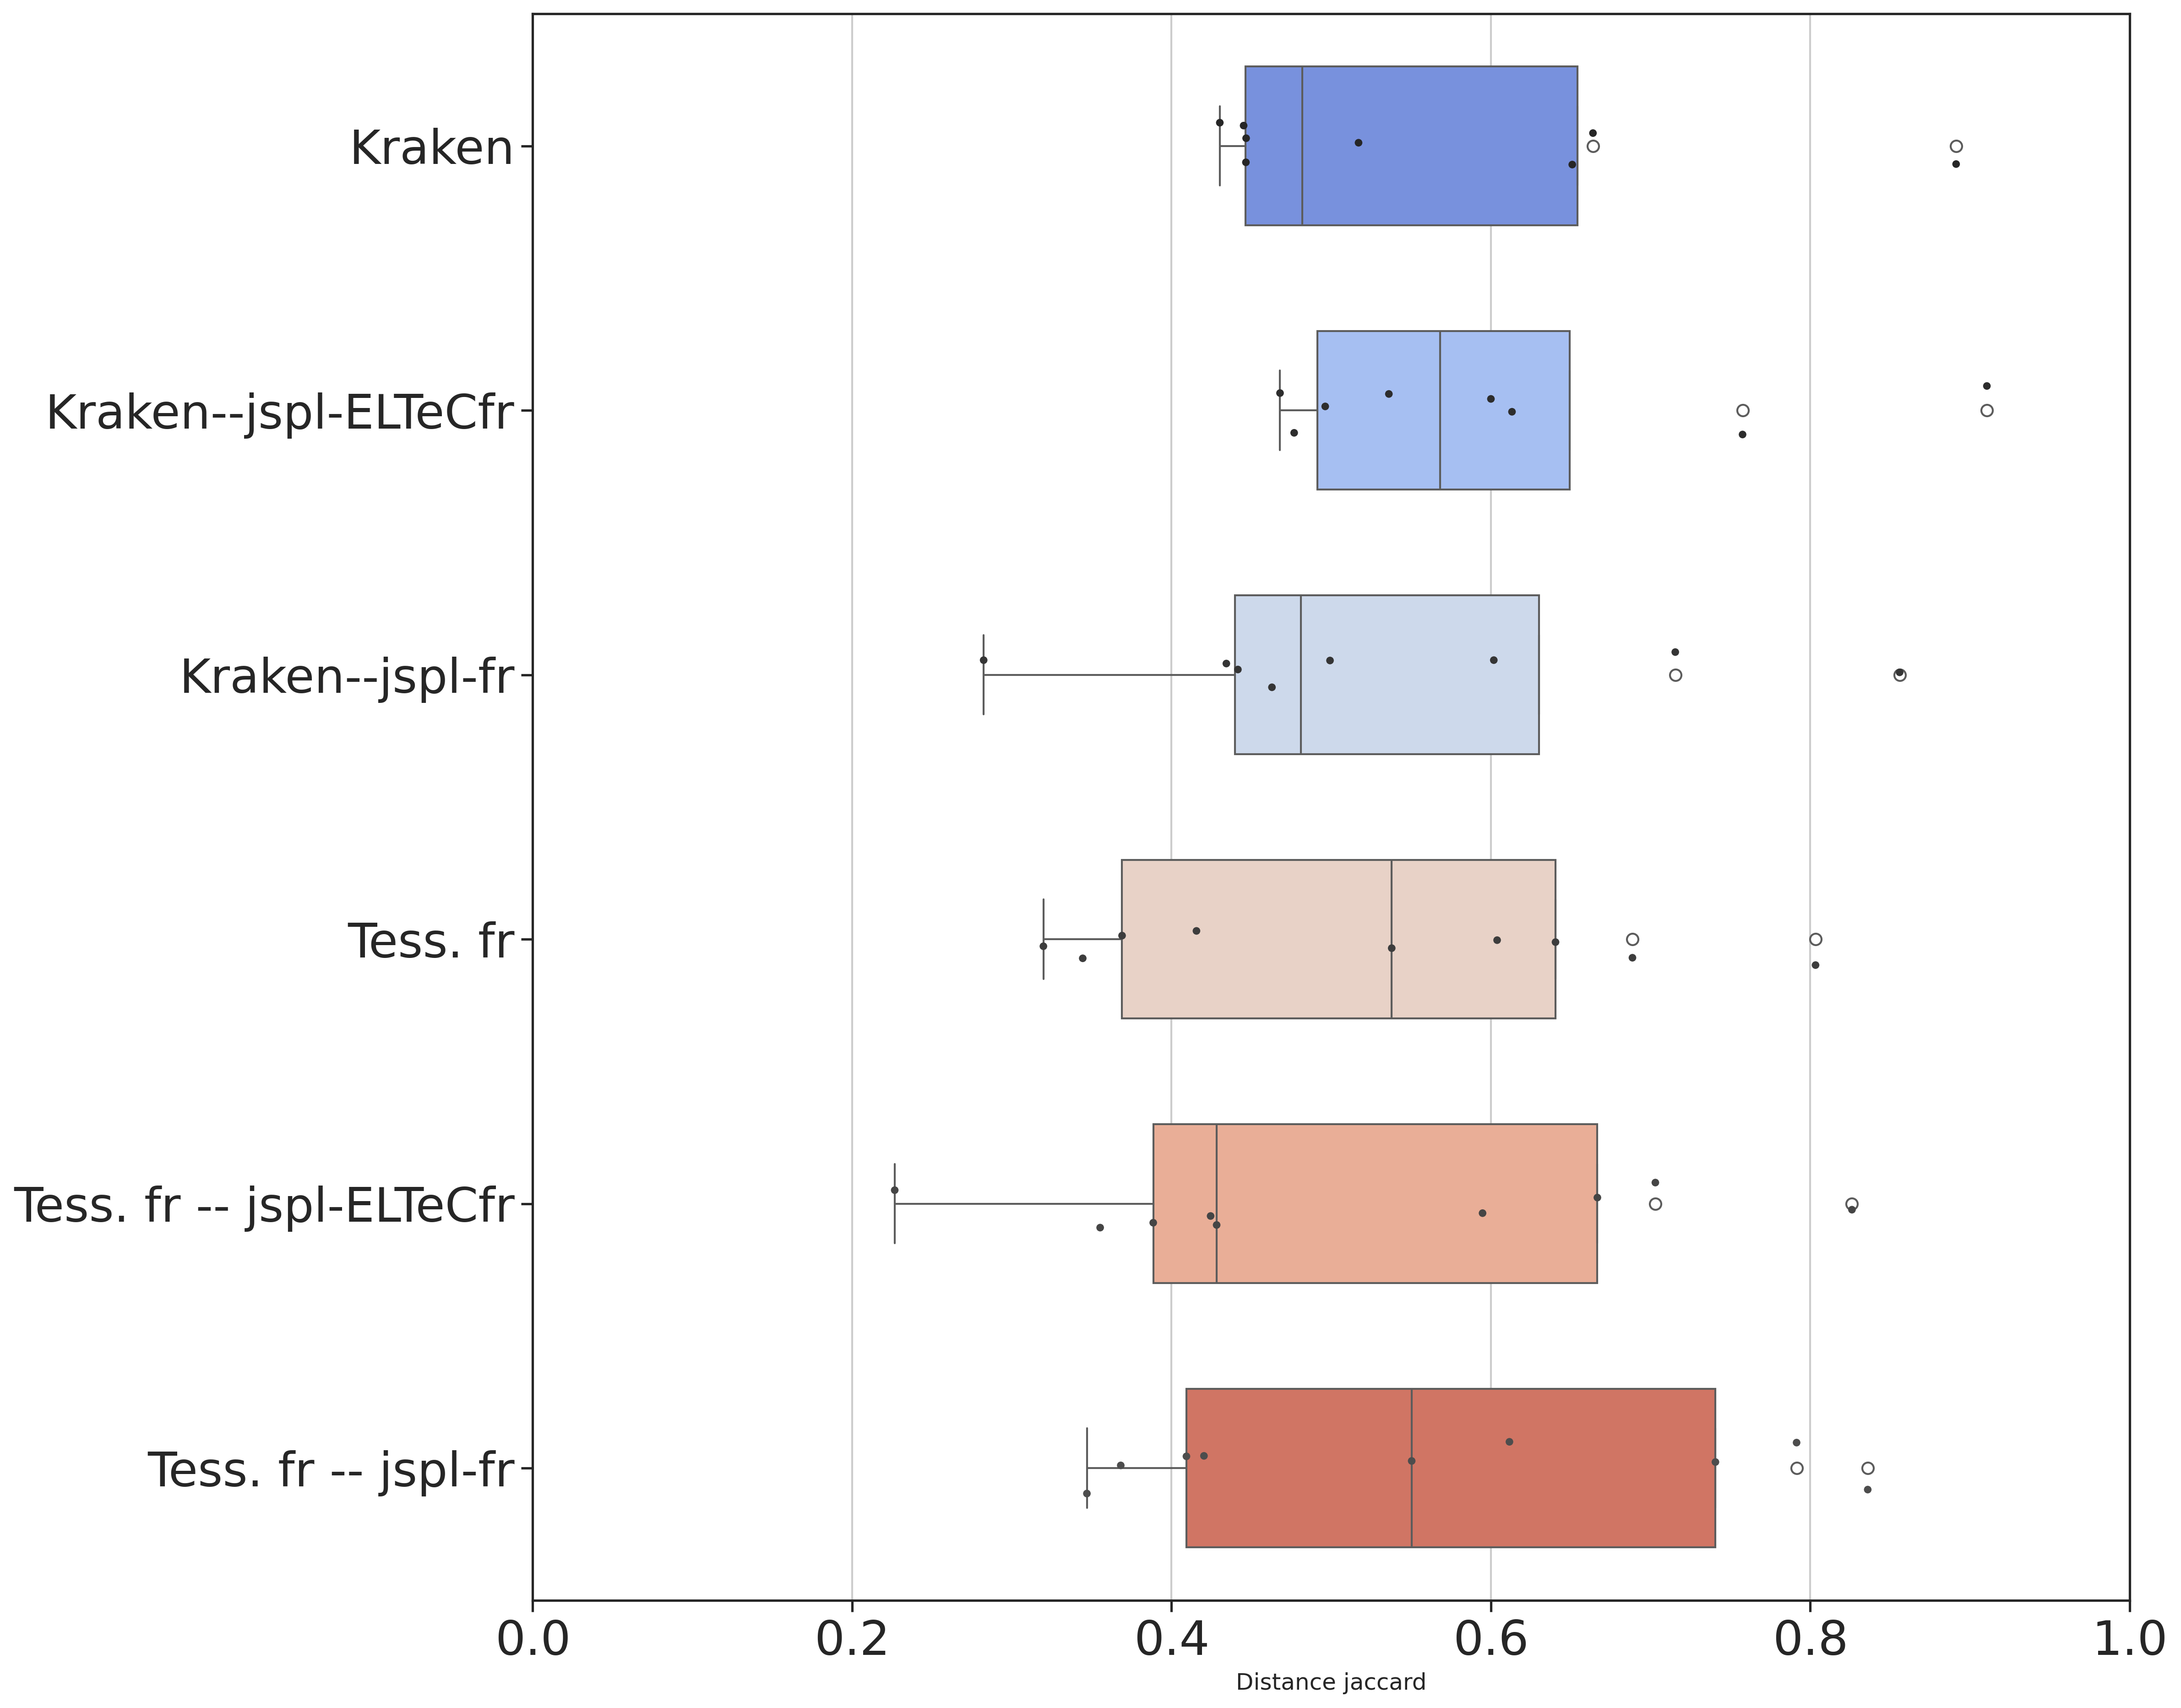 Kraken
Kraken--jspl-ELTeCfr
Kraken--jspl-fr
Tess. fr
Tess. fr -- jspl-ELTeCfr
Tess. fr -- jspl-fr
0.0 0.2 0.4 0.6 0.8 1.0
Distance jaccard